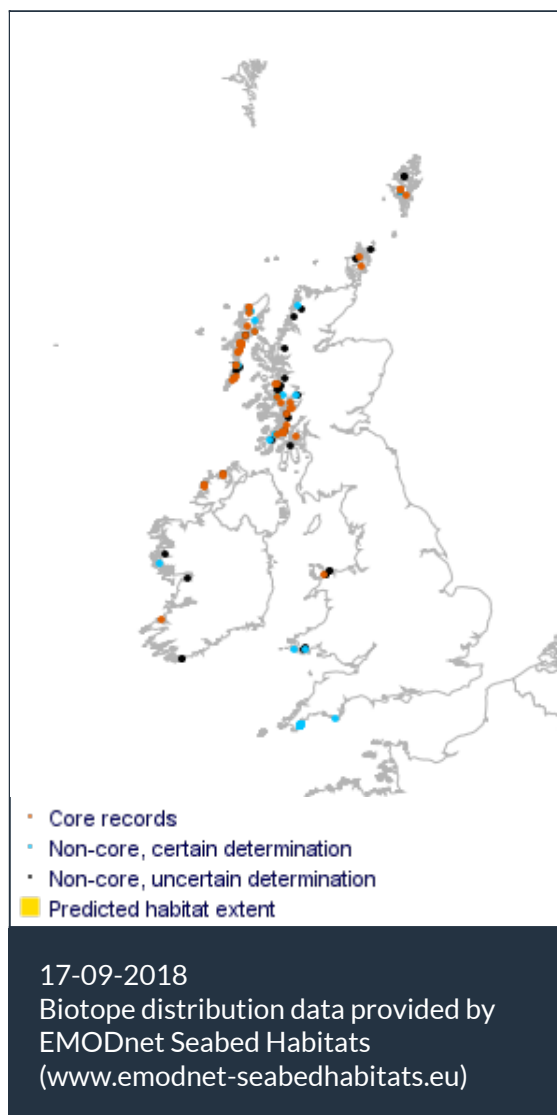 Core records
Non-core, certain determination
Non-core, uncertain determination
Predicted habitat extent
17-09-2018
Biotope distribution data provided by
EMODnet Seabed Habitats
(www.emodnet-seabedhabitats.eu)